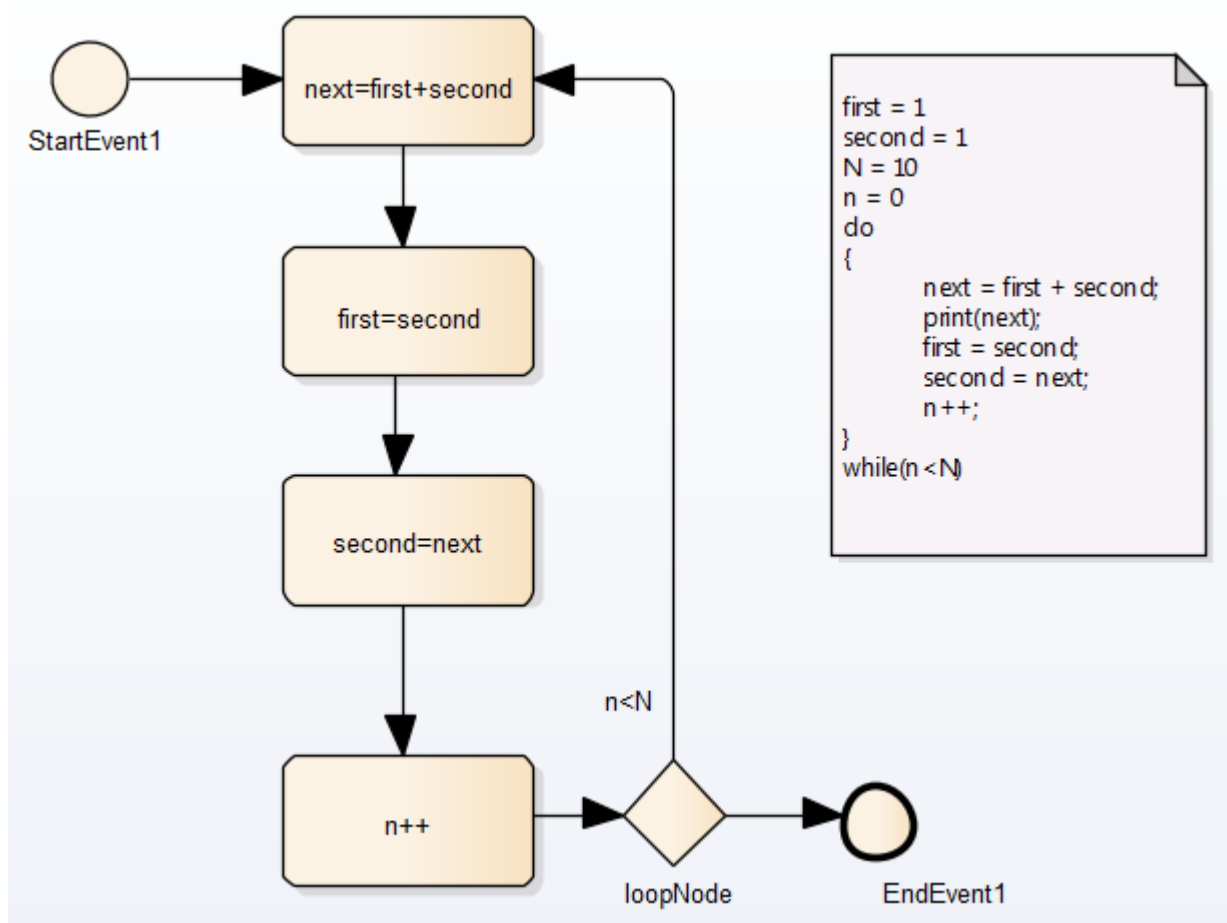 StartEvent1
next=first+second
first=second
second=next
n++
n<N
loopNode
EndEvent1
first = 1
second = 1
N = 10
n = 0
do
{
next = first + second;
print(next);
first = second;
second = next;
n++;
}
while(n<N)